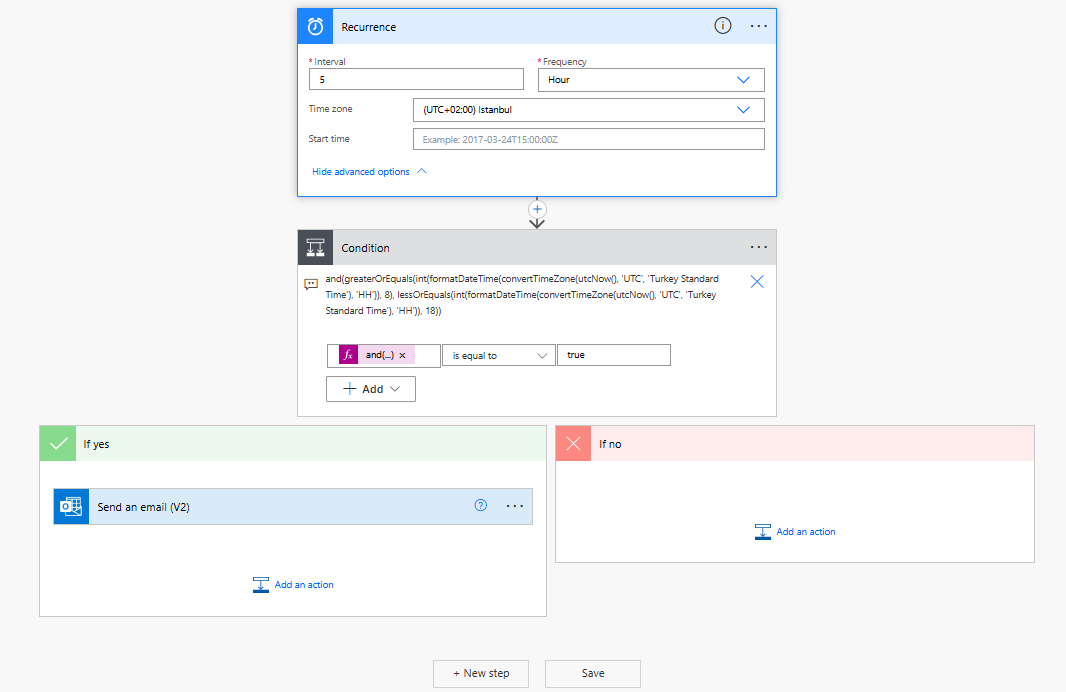 Recurrence
* Interval
* Frequency
5
Hour
Time zone
(UTC+02:00) Istanbul
Start time
Example: 2017-03-24T15:00:00Z
Hide advanced options
Condition
and(greaterOrEquals(int(formatDateTime(convertTimeZone(utcNow(), 'UTC', 'Turkey Standard
Time'), 'HH')), 8), lessOrEquals(int(formatDateTime(convertTimeZone(utcNow(), 'UTC', 'Turkey
Standard Time'), 'HH')), 18))
fx and(...) ×
is equal to
true
+ Add
If yes
If no
Send an email (V2)
Add an action
Add an action
+ New step
Save